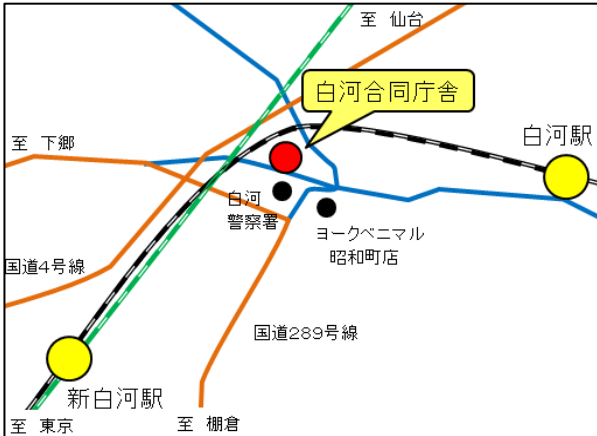 至 仙台
白河合同庁舎
白河駅
至 下郷
白河
警察署
ヨークベニマル
昭和町店
国道4号線
国道289号線
新白河駅
至 東京
至 棚倉